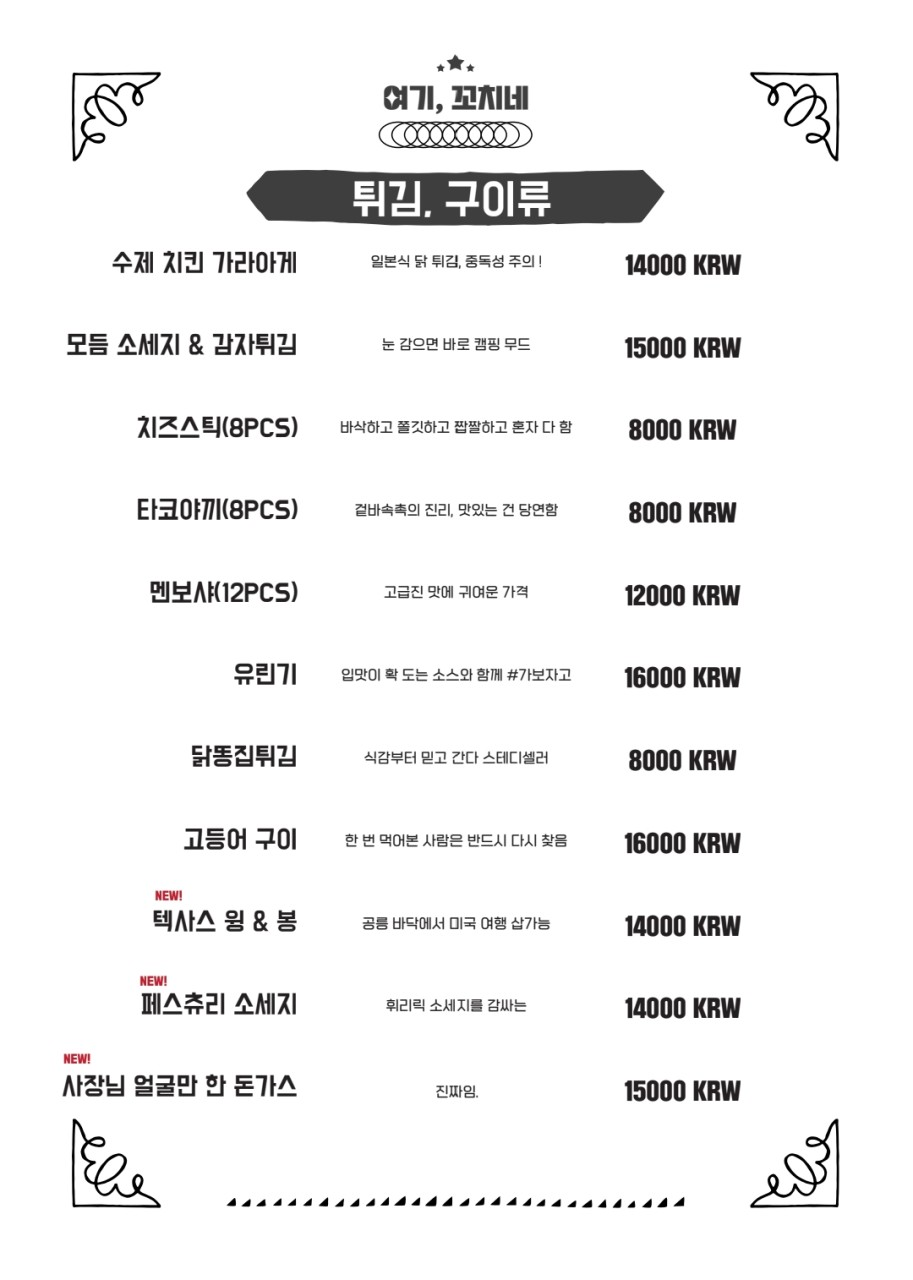 여기, 꼬치네
튀김, 구이류
수제 치킨 가라아게 일본식 닭 튀김, 중독성 주의 ! 14000 KRW
모듬 소세지 & 감자튀김 눈 감으면 바로 캠핑 무드 15000 KRW
치즈스틱(8PCS) 바삭하고 쫄깃하고 짭짤하고 혼자 다 함 8000 KRW
타코야끼(8PCS) 겉바속촉의 진리, 맛있는 건 당연함 8000 KRW
멘보샤(12PCS) 고급진 맛에 귀여운 가격 12000 KRW
유린기 입맛이 확 도는 소스와 함께 #가보자고 16000 KRW
닭똥집튀김 식감부터 믿고 간다 스테디셀러 8000 KRW
고등어 구이 한 번 먹어본 사람은 반드시 다시 찾음 16000 KRW
NEW!
텍사스 윙 & 봉 공릉 바닥에서 미국 여행 쌉가능 14000 KRW
NEW!
페스츄리 소세지 휘리릭 소세지를 감싸는 14000 KRW
NEW!
사장님 얼굴만 한 돈가스 진짜임. 15000 KRW